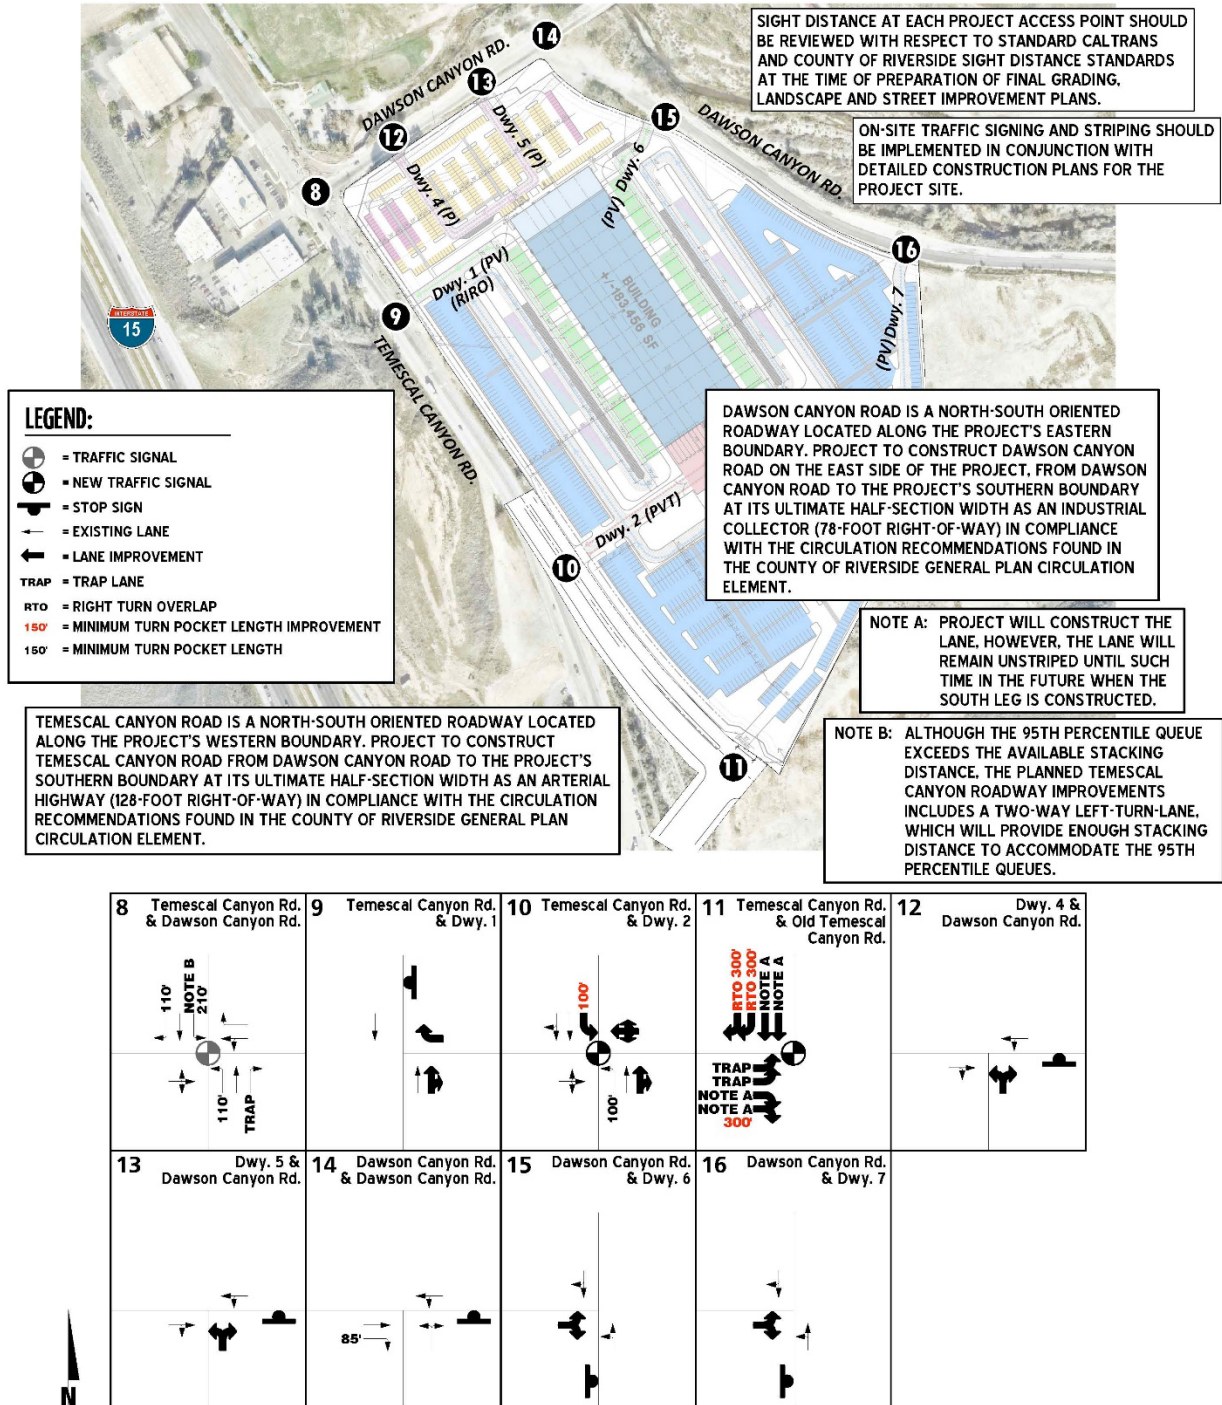 SIGHT DISTANCE AT EACH PROJECT ACCESS POINT SHOULD
BE REVIEWED WITH RESPECT TO STANDARD CALTRANS
AND COUNTY OF RIVERSIDE SIGHT DISTANCE STANDARDS
AT THE TIME OF PREPARATION OF FINAL GRADING,
LANDSCAPE AND STREET IMPROVEMENT PLANS.
ON-SITE TRAFFIC SIGNING AND STRIPING SHOULD
BE IMPLEMENTED IN CONJUNCTION WITH
DETAILED CONSTRUCTION PLANS FOR THE
PROJECT SITE.
14
DAWSON CANYON RD.
13
12
15
DAWSON CANYON RD.
8
Dwy. 5 (P)
Dwy. 4 (P)
(PV) Dwy. 6
16
Dwy. 1 (PV)
(RIRO)
BUILDING
+/-183,456 SF
(PV) Dwy. 7
9
INTERSTATE
15
TEMESCAL CANYON RD.
Dwy. 2 (PVT)
10
11
LEGEND:
= TRAFFIC SIGNAL
= NEW TRAFFIC SIGNAL
= STOP SIGN
= EXISTING LANE
= LANE IMPROVEMENT
TRAP = TRAP LANE
RTO = RIGHT TURN OVERLAP
150' = MINIMUM TURN POCKET LENGTH IMPROVEMENT
150' = MINIMUM TURN POCKET LENGTH
DAWSON CANYON ROAD IS A NORTH-SOUTH ORIENTED
ROADWAY LOCATED ALONG THE PROJECT'S EASTERN
BOUNDARY. PROJECT TO CONSTRUCT DAWSON CANYON
ROAD ON THE EAST SIDE OF THE PROJECT, FROM DAWSON
CANYON ROAD TO THE PROJECT'S SOUTHERN BOUNDARY
AT ITS ULTIMATE HALF-SECTION WIDTH AS AN INDUSTRIAL
COLLECTOR (78-FOOT RIGHT-OF-WAY) IN COMPLIANCE
WITH THE CIRCULATION RECOMMENDATIONS FOUND IN
THE COUNTY OF RIVERSIDE GENERAL PLAN CIRCULATION
ELEMENT.
NOTE A: PROJECT WILL CONSTRUCT THE
LANE, HOWEVER, THE LANE WILL
REMAIN UNSTRIPED UNTIL SUCH
TIME IN THE FUTURE WHEN THE
SOUTH LEG IS CONSTRUCTED.
TEMESCAL CANYON ROAD IS A NORTH-SOUTH ORIENTED ROADWAY LOCATED
ALONG THE PROJECT'S WESTERN BOUNDARY. PROJECT TO CONSTRUCT
TEMESCAL CANYON ROAD FROM DAWSON CANYON ROAD TO THE PROJECT'S
SOUTHERN BOUNDARY AT ITS ULTIMATE HALF-SECTION WIDTH AS AN ARTERIAL
HIGHWAY (128-FOOT RIGHT-OF-WAY) IN COMPLIANCE WITH THE CIRCULATION
RECOMMENDATIONS FOUND IN THE COUNTY OF RIVERSIDE GENERAL PLAN
CIRCULATION ELEMENT.
NOTE B: ALTHOUGH THE 95TH PERCENTILE QUEUE
EXCEEDS THE AVAILABLE STACKING
DISTANCE, THE PLANNED TEMESCAL
CANYON ROADWAY IMPROVEMENTS
INCLUDES A TWO-WAY LEFT-TURN-LANE,
WHICH WILL PROVIDE ENOUGH STACKING
DISTANCE TO ACCOMMODATE THE 95TH
PERCENTILE QUEUES.
8 Temescal Canyon Rd.
& Dawson Canyon Rd.
110'
NOTE B
210'
110'
TRAP
9 Temescal Canyon Rd.
& Dwy. 1
10 Temescal Canyon Rd.
& Dwy. 2
100'
100'
11 Temescal Canyon Rd.
& Old Temescal
Canyon Rd.
RTO 300'
RTO 300'
NOTE A
NOTE A
TRAP
TRAP
NOTE A
NOTE A
300'
12 Dwy. 4 &
Dawson Canyon Rd.
13 Dwy. 5 &
Dawson Canyon Rd.
14 Dawson Canyon Rd.
& Dawson Canyon Rd.
85'
15 Dawson Canyon Rd.
& Dwy. 6
16 Dawson Canyon Rd.
& Dwy. 7
N